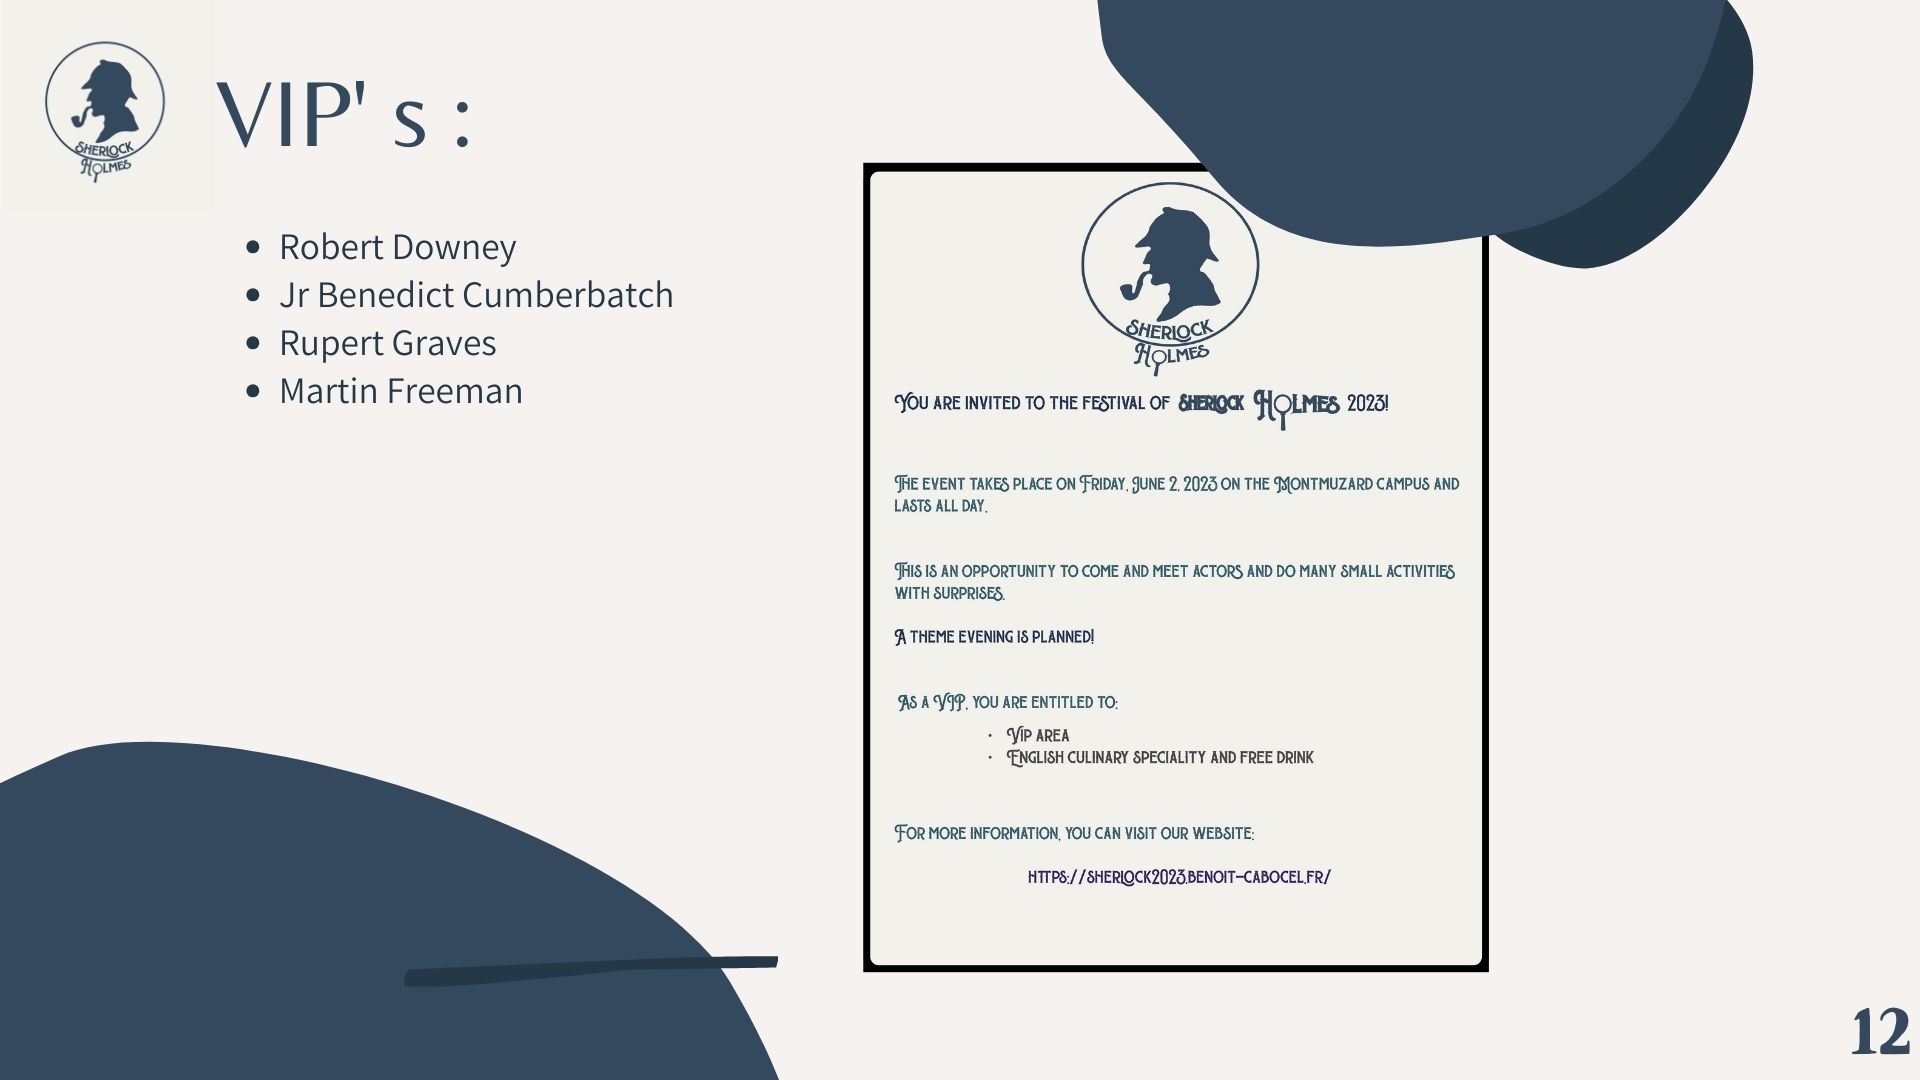 SHERLOCK
HOLMES
VIP' s :
• Robert Downey
• Jr Benedict Cumberbatch
• Rupert Graves
• Martin Freeman
SHERLOCK
HOLMES
YOU ARE INVITED TO THE FESTIVAL OF SHERLOCK HOLMES 2023!
THE EVENT TAKES PLACE ON FRIDAY, JUNE 2, 2023 ON THE MONTMUZARD CAMPUS AND
LASTS ALL DAY.
THIS IS AN OPPORTUNITY TO COME AND MEET ACTORS AND DO MANY SMALL ACTIVITIES
WITH SURPRISES.
A THEME EVENING IS PLANNED!
AS A VIP, YOU ARE ENTITLED TO:
• VIP AREA
• ENGLISH CULINARY SPECIALITY AND FREE DRINK
FOR MORE INFORMATION, YOU CAN VISIT OUR WEBSITE:
HTTPS://SHERLOCK2023.BENOIT-CABOCEL.FR/
12